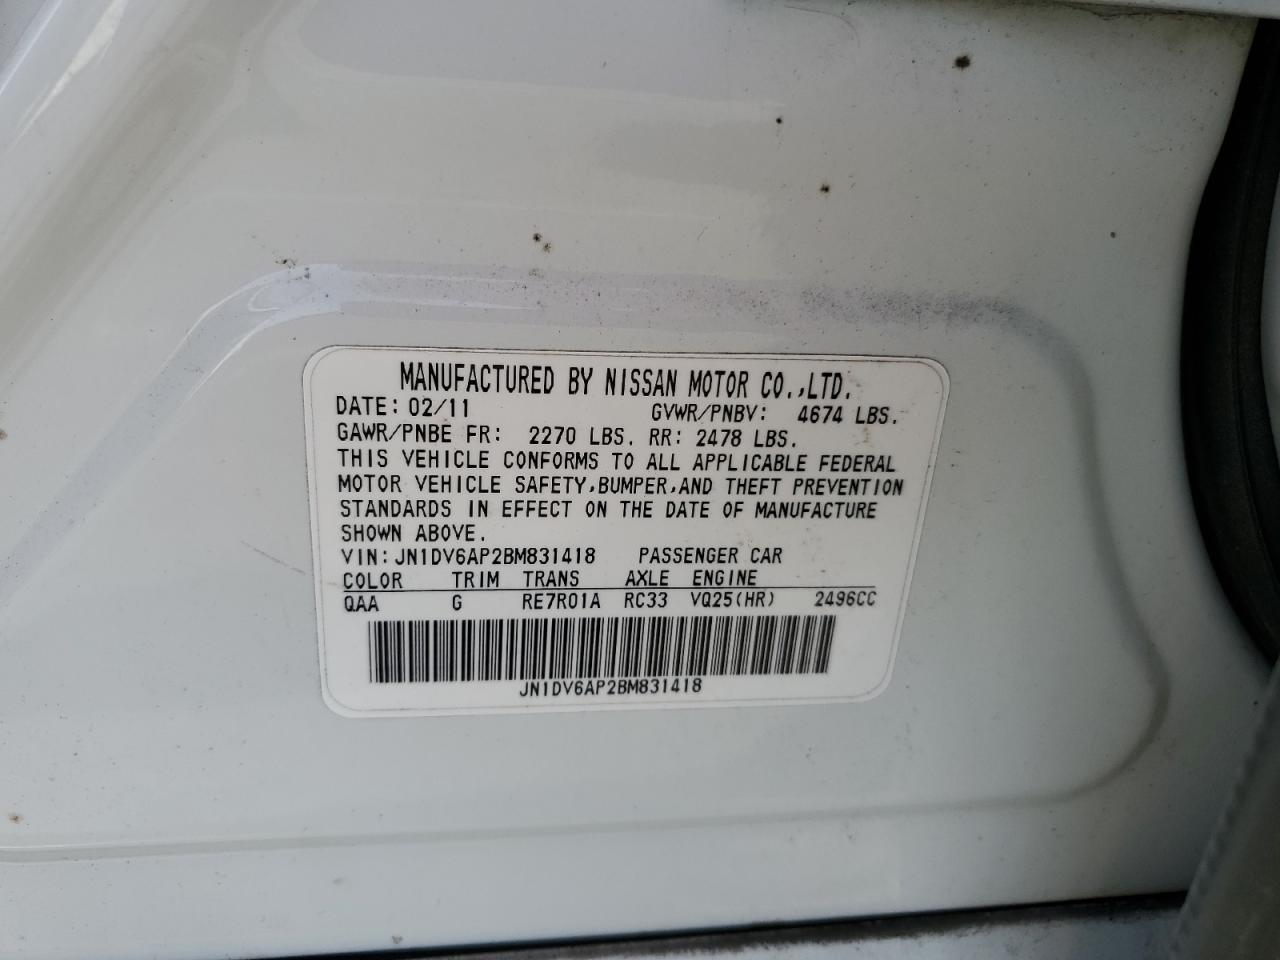 MANUFACTURED BY NISSAN MOTOR CO.,LTD.
DATE: 02/11 GVWR/PNBV: 4674 LBS.
GAWR/PNBE FR: 2270 LBS. RR: 2478 LBS.
THIS VEHICLE CONFORMS TO ALL APPLICABLE FEDERAL
MOTOR VEHICLE SAFETY,BUMPER,AND THEFT PREVENTION
STANDARDS IN EFFECT ON THE DATE OF MANUFACTURE
SHOWN ABOVE.
VIN: JN1DV6AP2BM831418 PASSENGER CAR
COLOR TRIM TRANS AXLE ENGINE
QAA G RE7R01A RC33 VQ25(HR) 2496CC
JN1DV6AP2BM831418